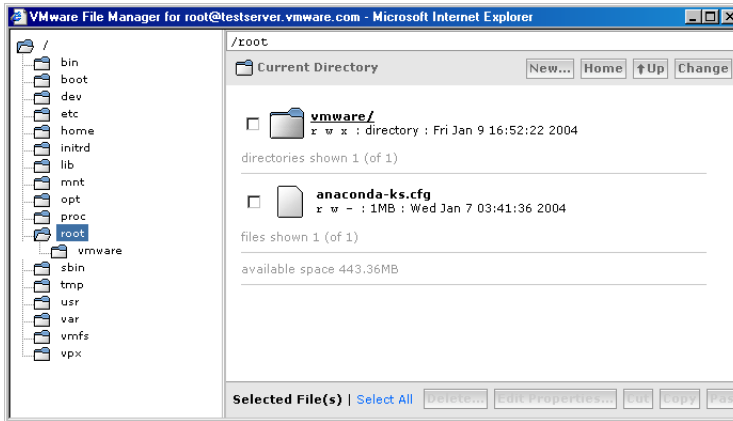 VMware File Manager for root@testserver.vmware.com - Microsoft Internet Explorer
/
bin
boot
dev
etc
home
initrd
lib
mnt
opt
proc
root
vmware
sbin
tmp
usr
var
vmfs
vpx
/root
Current Directory New... Home ↑Up Change
vmware/
r w x : directory : Fri Jan 9 16:52:22 2004
directories shown 1 (of 1)
anaconda-ks.cfg
r w - : 1MB : Wed Jan 7 03:41:36 2004
files shown 1 (of 1)
available space 443.36MB
Selected File(s) | Select All Delete... Edit Properties... Cut Copy Pas